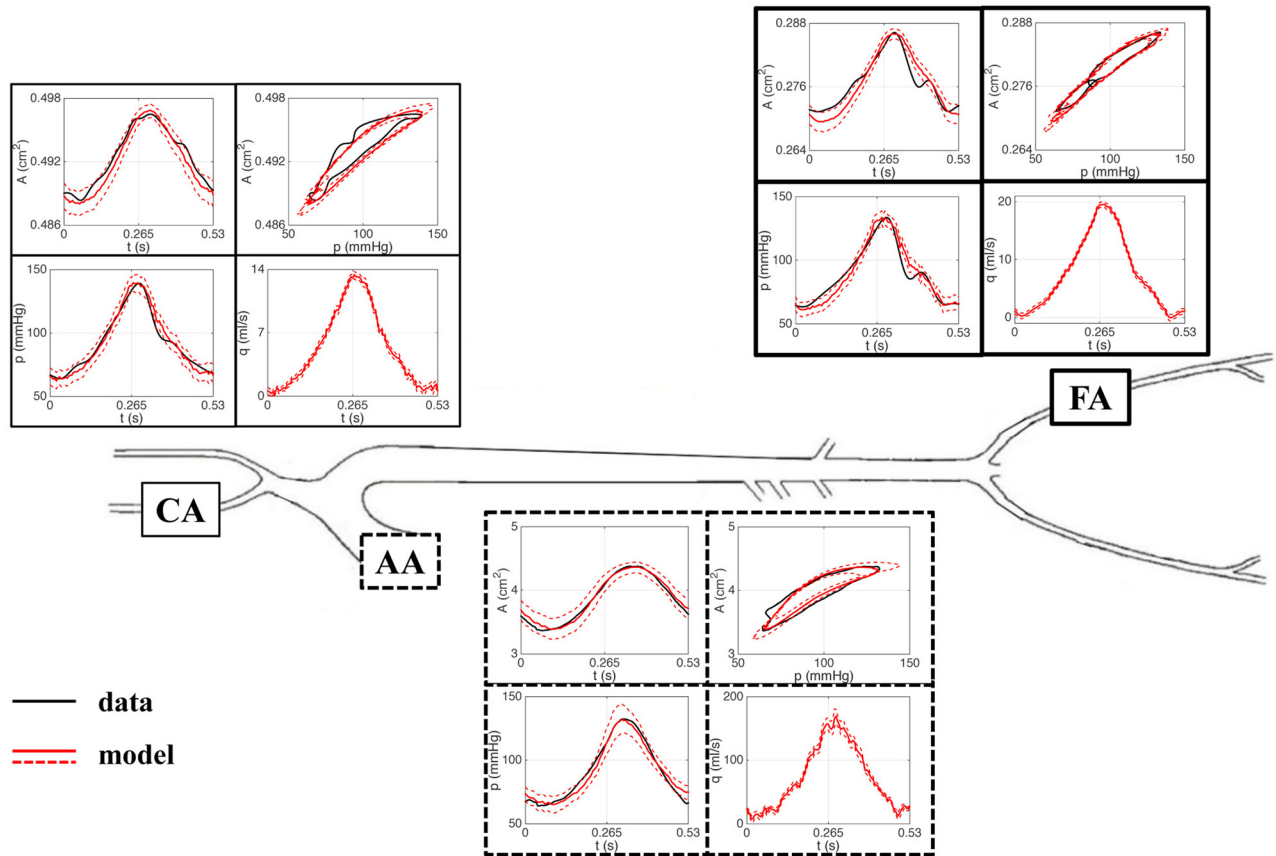 0.498
0.492
0.486
A (cm²)
0
0.265
0.53
t (s)
0.498
0.492
0.486
A (cm²)
50
100
150
p (mmHg)
150
100
50
p (mmHg)
0
0.265
0.53
t (s)
14
7
0
q (ml/s)
0
0.265
0.53
t (s)
0.288
0.276
0.264
A (cm²)
0
0.265
0.53
t (s)
0.288
0.276
0.264
A (cm²)
50
100
150
p (mmHg)
150
100
50
p (mmHg)
0
0.265
0.53
t (s)
20
10
0
q (ml/s)
0
0.265
0.53
t (s)
FA
CA
AA
5
4
3
A (cm²)
0
0.265
0.53
t (s)
5
4
3
A (cm²)
50
100
150
p (mmHg)
150
100
50
p (mmHg)
0
0.265
0.53
t (s)
200
100
0
q (ml/s)
0
0.265
0.53
t (s)
data
model